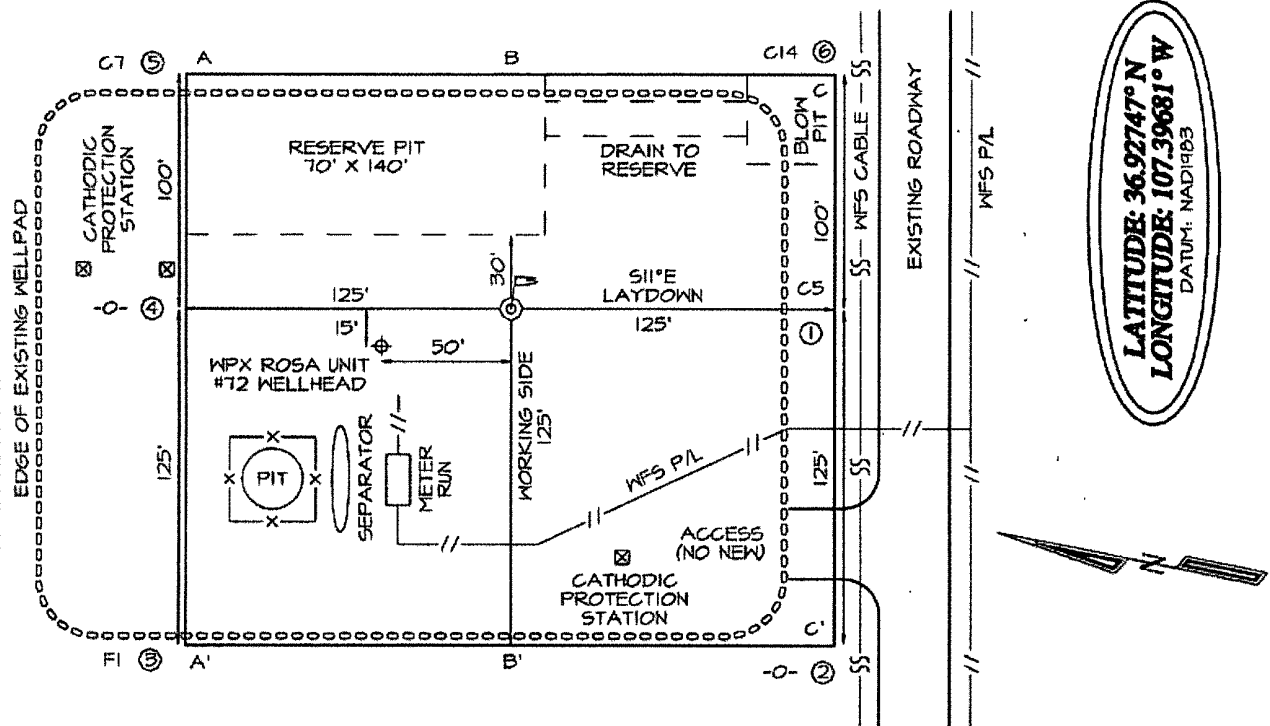 C7 ⑤
A
B
C14 ⑥
C
BLOW
PIT
WFS CABLE
EXISTING ROADWAY
WFS P/L
LATITUDE: 36.92747° N
LONGITUDE: 107.39681° W
DATUM: NAD1983
EDGE OF EXISTING WELLPAD
CATHODIC
PROTECTION
STATION
100'
RESERVE PIT
70' X 140'
DRAIN TO
RESERVE
100'
30'
S11°E
LAYDOWN
125'
C5
①
-0- ④
125'
15'
50'
WPX ROSA UNIT
#72 WELLHEAD
WORKING SIDE
125'
125'
PIT
SEPARATOR
METER
RUN
WFS P/L
125'
ACCESS
(NO NEW)
CATHODIC
PROTECTION
STATION
N
C'
F1 ③
A'
B'
-0- ②